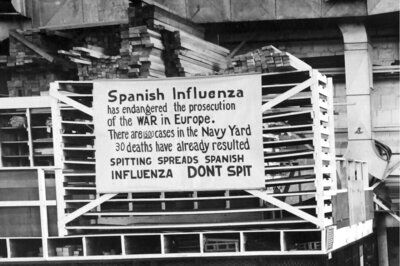 Spanish Influenza
has endangered the prosecution
of the WAR in Europe.
There are 1500 cases in the Navy Yard
30 deaths have already resulted
SPITTING SPREADS SPANISH
INFLUENZA DONT SPIT